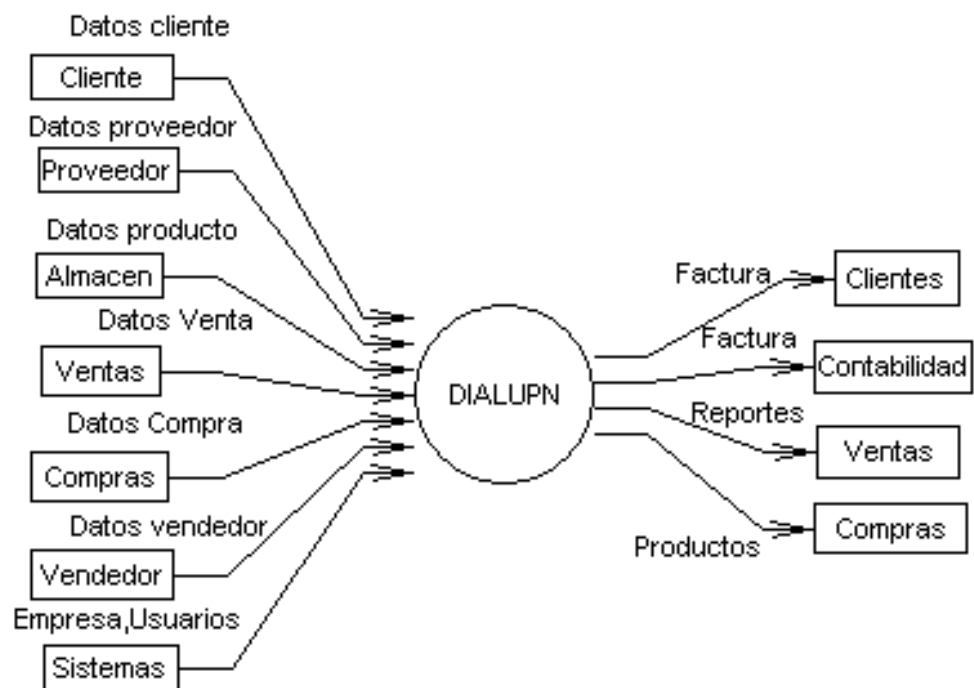 Datos cliente
Cliente
Datos proveedor
Proveedor
Datos producto
Almacen
Datos Venta
Ventas
Datos Compra
Compras
Datos vendedor
Vendedor
Empresa,Usuarios
Sistemas
DIALUPN
Factura
Clientes
Factura
Contabilidad
Reportes
Ventas
Productos
Compras